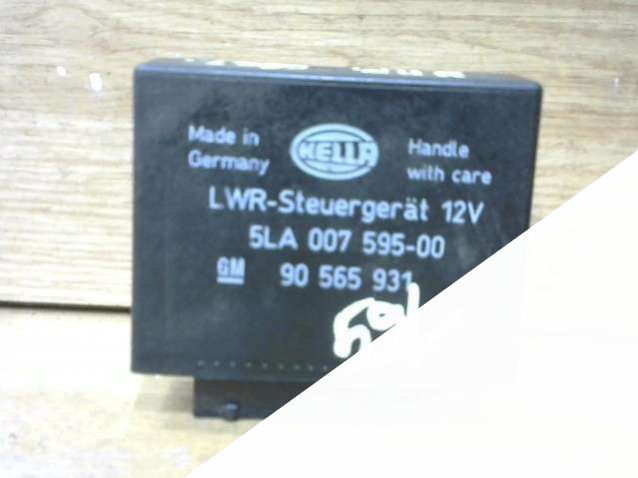 Made in
Germany
HELLA
Handle
with care
LWR-Steuergerät 12V
5LA 007 595-00
GM
90 565 931